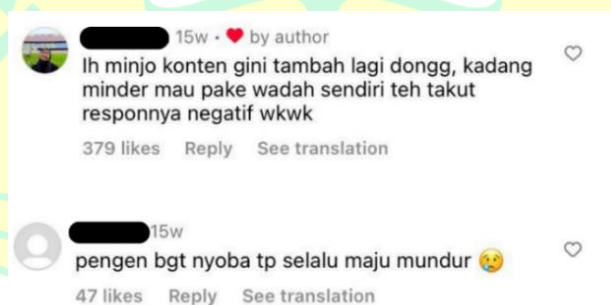 15w • ❤️ by author
Ih minjo konten gini tambah lagi dongg, kadang
minder mau pake wadah sendiri teh takut
responnya negatif wkwk
379 likes Reply See translation
15w
pengen bgt nyoba tp selalu maju mundur 😢
47 likes Reply See translation